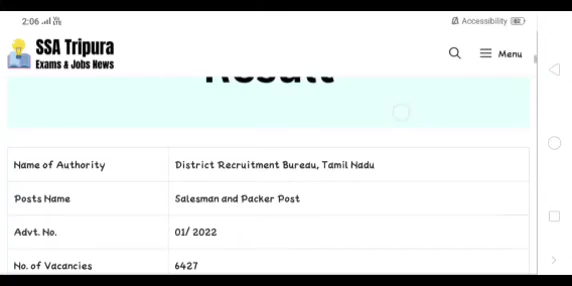 2:06
Accessibility
SSA Tripura
Exams & Jobs News
Menu
Result
Name of Authority District Recruitment Bureau, Tamil Nadu
Posts Name Salesman and Packer Post
Advt. No. 01/ 2022
No. of Vacancies 6427